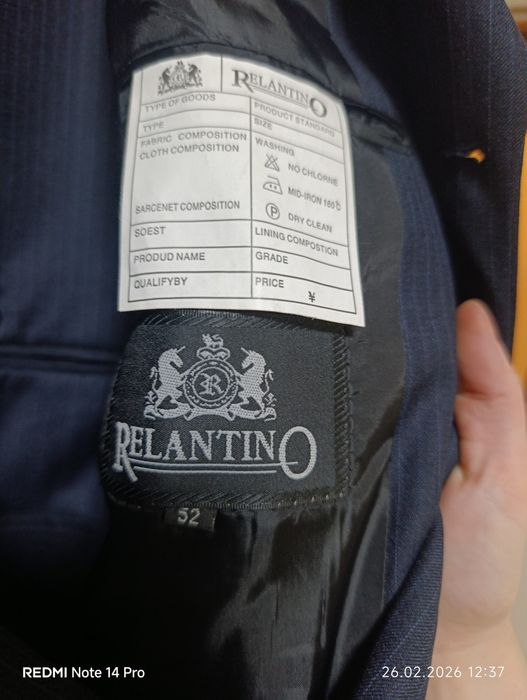 RELANTINO
TYPE OF GOODS
PRODUCT STANDARD
TYPE
SIZE
FABRIC COMPOSITION
CLOTH COMPOSITION
SARCENET COMPOSITION
WASHING
NO CHLORNE
MID-IRON 160℃
P DRY CLEAN
SOEST
LINING COMPOSTION
PRODUD NAME
GRADE
QUALIFYBY
PRICE
¥
R
RELANTINO
52
REDMI Note 14 Pro
26.02.2026 12:37